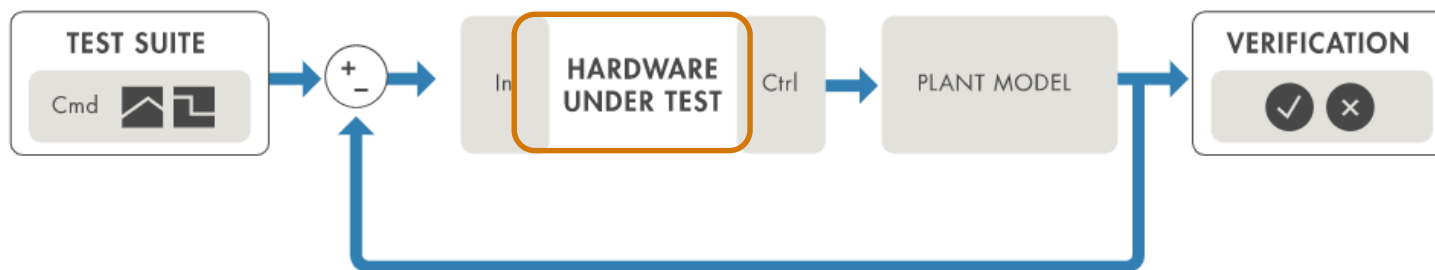 TEST SUITE
Cmd
+
−
In
HARDWARE
UNDER TEST
Ctrl
PLANT MODEL
VERIFICATION